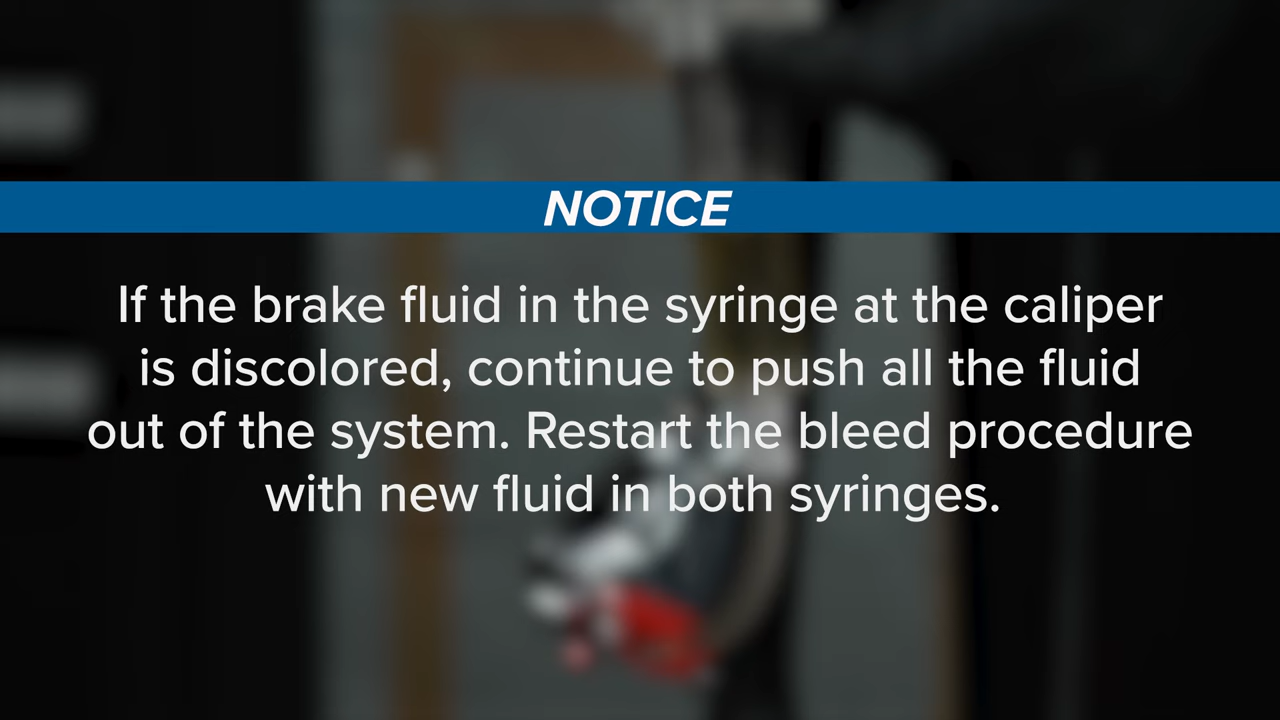 NOTICE
If the brake fluid in the syringe at the caliper
is discolored, continue to push all the fluid
out of the system. Restart the bleed procedure
with new fluid in both syringes.